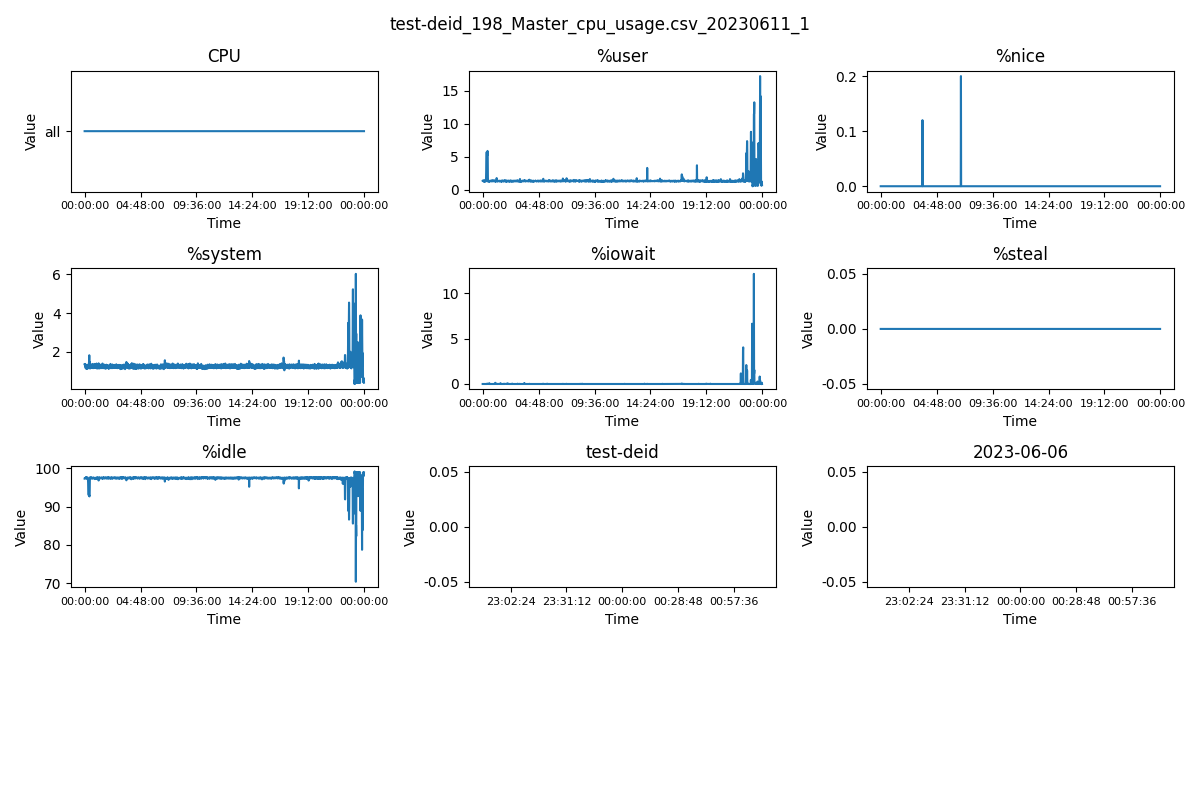 test-deid_198_Master_cpu_usage.csv_20230611_1
CPU
Value
all
00:00:00 04:48:00 09:36:00 14:24:00 19:12:00 00:00:00
Time
%user
Value
15
10
5
0
00:00:00 04:48:00 09:36:00 14:24:00 19:12:00 00:00:00
Time
%nice
Value
0.2
0.1
0.0
00:00:00 04:48:00 09:36:00 14:24:00 19:12:00 00:00:00
Time
%system
Value
6
4
2
00:00:00 04:48:00 09:36:00 14:24:00 19:12:00 00:00:00
Time
%iowait
Value
10
5
0
00:00:00 04:48:00 09:36:00 14:24:00 19:12:00 00:00:00
Time
%steal
Value
0.05
0.00
-0.05
00:00:00 04:48:00 09:36:00 14:24:00 19:12:00 00:00:00
Time
%idle
Value
100
90
80
70
00:00:00 04:48:00 09:36:00 14:24:00 19:12:00 00:00:00
Time
test-deid
Value
0.05
0.00
-0.05
23:02:24 23:31:12 00:00:00 00:28:48 00:57:36
Time
2023-06-06
Value
0.05
0.00
-0.05
23:02:24 23:31:12 00:00:00 00:28:48 00:57:36
Time